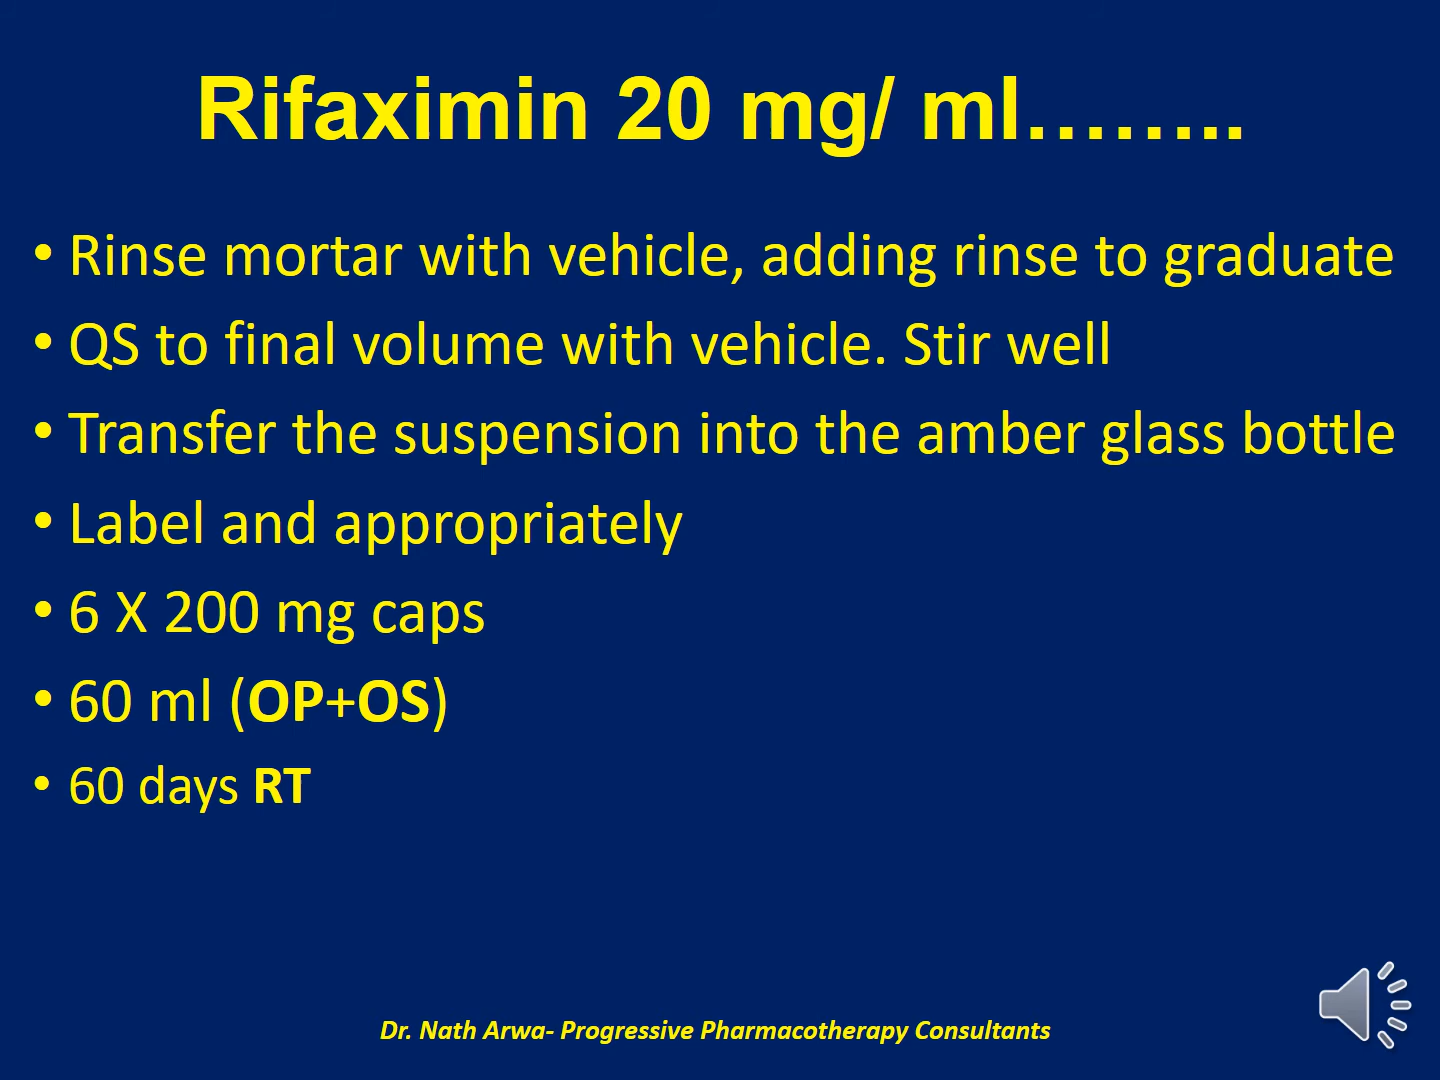 Rifaximin 20 mg/ ml……..
• Rinse mortar with vehicle, adding rinse to graduate
• QS to final volume with vehicle. Stir well
• Transfer the suspension into the amber glass bottle
• Label and appropriately
• 6 X 200 mg caps
• 60 ml (OP+OS)
• 60 days RT
Dr. Nath Arwa- Progressive Pharmacotherapy Consultants